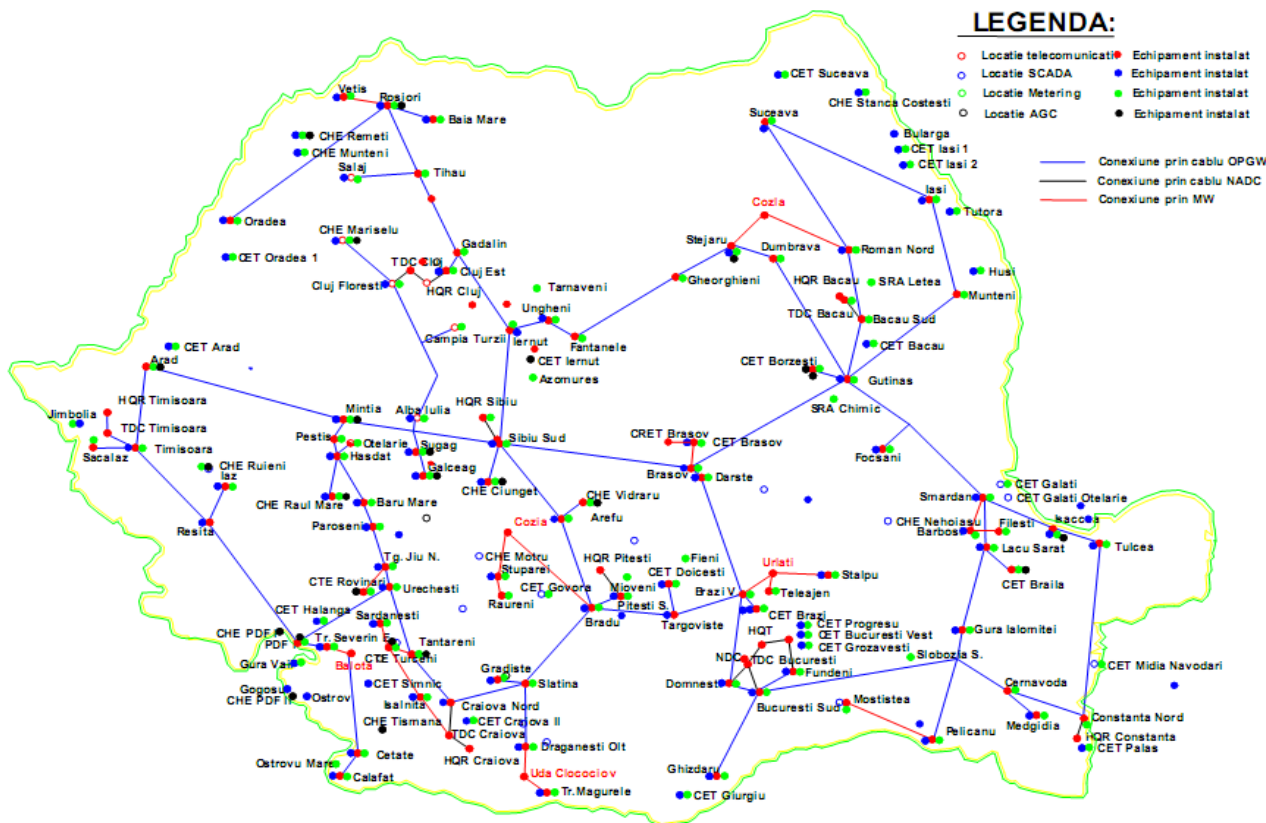 LEGENDA:
Locatie telecomunicatii Echipament instalat
Locatie SCADA Echipament instalat
Locatie Metering Echipament instalat
Locatie AGC Echipament instalat
Conexiune prin cablu OPGW
Conexiune prin cablu NADC
Conexiune prin MW
CET Suceava
CHE Stanca Costesti
Vetis
Rosiori
Baia Mare
Suceava
CHE Remeti
CHE Munteni
Salaj
Tihau
Bularga
CET Iasi 1
CET Iasi 2
Iasi
Tutora
Oradea
CHE Mariselu
CET Oradea 1
Gadalin
TDC Cluj
Cluj Est
Cluj Floresti
HQR Cluj
Cozia
Stejaru
Dumbrava
Roman Nord
Gheorghieni
HQR Bacau
SRA Letea
Husi
Munteni
TDC Bacau
Bacau Sud
CET Bacau
Tarnaveni
Ungheni
Iernut
Campia Turzii
Fantanele
CET Iernut
Azomures
CET Borzesti
Gutinas
SRA Chimic
CET Arad
Arad
HQR Timisoara
Jimbolia
TDC Timisoara
Timisoara
Sacalaz
Mintia
Pestis
Otelarie
Hasdat
Alba Iulia
Sugag
Galceag
HQR Sibiu
Sibiu Sud
CHE Ciunget
CRET Brasov
CET Brasov
Brasov
Darste
Focsani
CHE Ruieni
Iaz
CHE Raul Mare
Baru Mare
Paroseni
Resita
CHE Vidraru
Arefu
Cozia
CHE Motru
Stuparei
Raureni
CET Govora
HQR Pitesti
Mioveni
Pitesti S.
Bradu
Fieni
CET Doicesti
Targoviste
Urlati
Stalpu
Teleajen
Brazi V.
CET Brazi
Smardan
CET Galati
CET Galati Otelarie
CHE Nehoiasu
Barbosi
Filesti
Isaccea
Tulcea
Lacu Sarat
CET Braila
Tg. Jiu N.
CTE Rovinari
Urechesti
CET Halanga
Sardanesti
CHE PDF I
PDF I
Tr. Severin E.
Balota
Gura Vaii
CTE Turceni
Tantareni
CET Simnic
Gogosu
CHE PDF II
Ostrov
Isalnita
CHE Tismana
Craiova Nord
CET Craiova II
TDC Craiova
HQR Craiova
Gradiste
Slatina
Draganesti Olt
Uda Clocociov
Tr. Magurele
Cetate
Ostrovu Mare
Calafat
CET Progresu
CET Bucuresti Vest
CET Grozavesti
HQT
NDC
TDC Bucuresti
Fundeni
Domnesti
Bucuresti Sud
Ghizdaru
CET Giurgiu
Gura Ialomitei
Slobozia S.
Mostistea
Pelicanu
Cernavoda
Medgidia
CET Midia Navodari
Constanta Nord
HQR Constanta
CET Palas